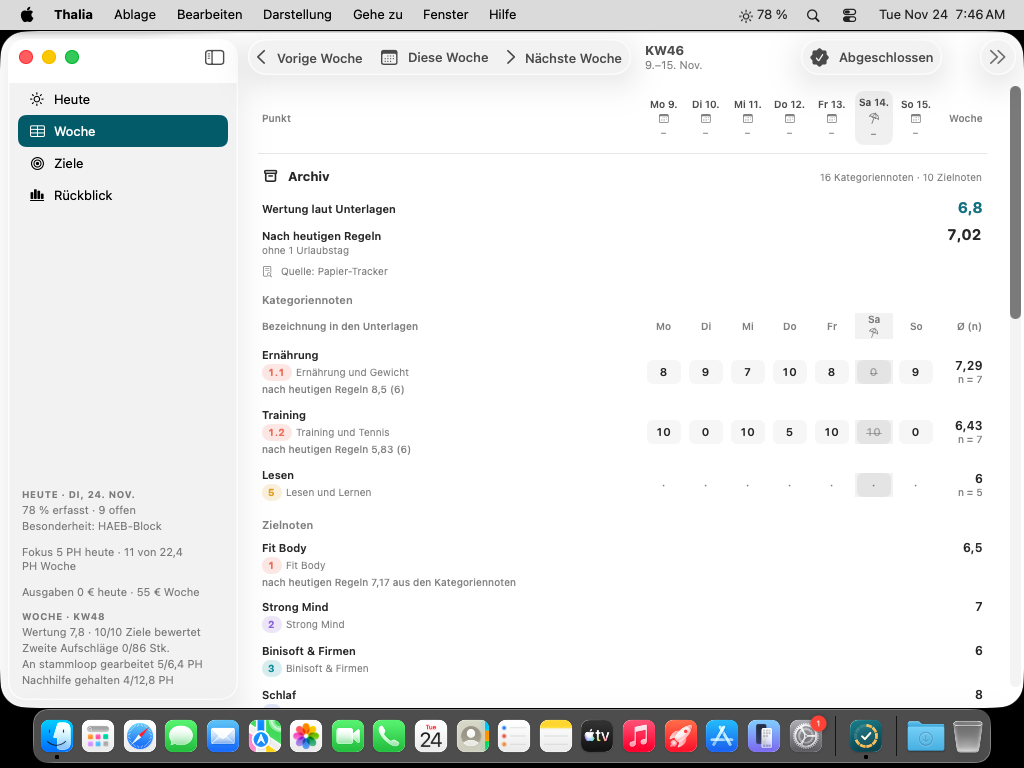 Thalia Ablage Bearbeiten Darstellung Gehe zu Fenster Hilfe 78 % Tue Nov 24 7:46 AM
Vorige Woche Diese Woche Nächste Woche
KW46
9.–15. Nov.
Abgeschlossen
Heute
Woche
Ziele
Rückblick
HEUTE · DI, 24. NOV.
78 % erfasst · 9 offen
Besonderheit: HAEB-Block
Fokus 5 PH heute · 11 von 22,4
PH Woche
Ausgaben 0 € heute · 55 € Woche
WOCHE · KW48
Wertung 7,8 · 10/10 Ziele bewertet
Zweite Aufschläge 0/86 Stk.
An stammloop gearbeitet 5/6,4 PH
Nachhilfe gehalten 4/12,8 PH
Punkt Mo 9. Di 10. Mi 11. Do 12. Fr 13. Sa 14. So 15. Woche
– – – – – – –
Archiv 16 Kategoriennoten · 10 Zielnoten
Wertung laut Unterlagen 6,8
Nach heutigen Regeln 7,02
ohne 1 Urlaubstag
Quelle: Papier-Tracker
Kategoriennoten
Bezeichnung in den Unterlagen Mo Di Mi Do Fr Sa So Ø (n)
Ernährung
1.1 Ernährung und Gewicht 8 9 7 10 8 0 9 7,29
n = 7
nach heutigen Regeln 8,5 (6)
Training
1.2 Training und Tennis 10 0 10 5 10 10 0 6,43
n = 7
nach heutigen Regeln 5,83 (6)
Lesen 6
5 Lesen und Lernen · · · · · · · n = 5
Zielnoten
Fit Body 6,5
1 Fit Body
nach heutigen Regeln 7,17 aus den Kategoriennoten
Strong Mind 7
2 Strong Mind
Binisoft & Firmen 6
3 Binisoft & Firmen
Schlaf 8
TUE
24
tv
1